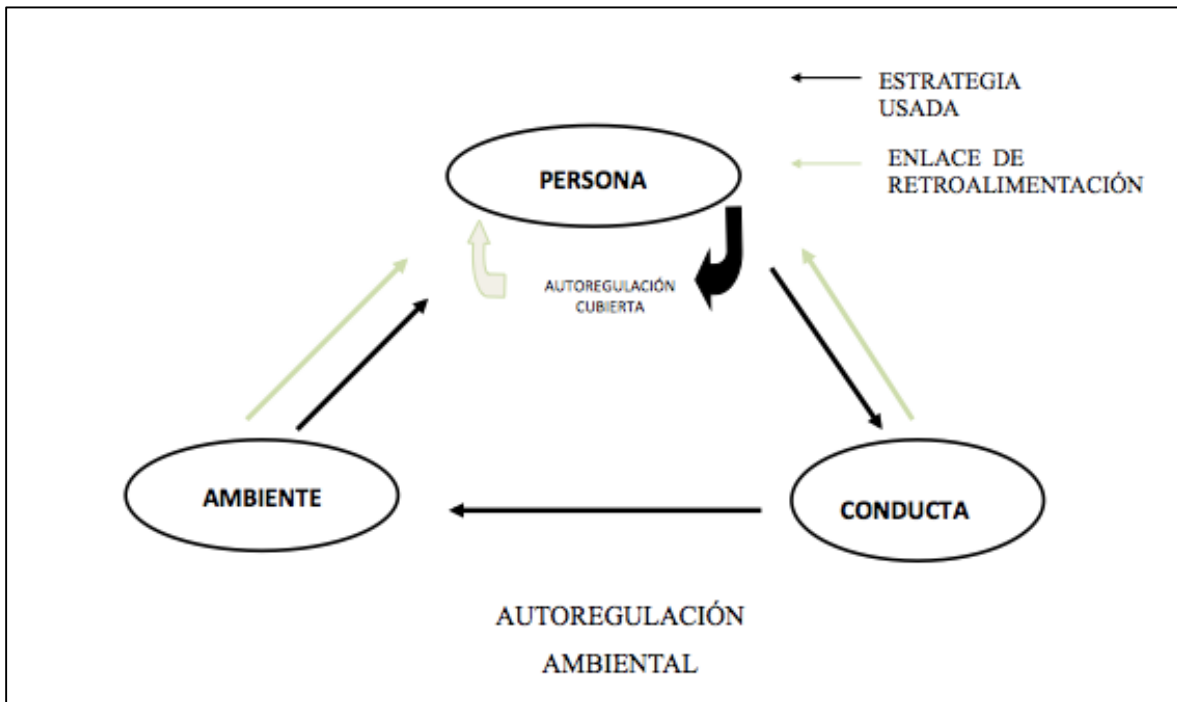 ESTRATEGIA
USADA
ENLACE DE
RETROALIMENTACIÓN
PERSONA
AUTOREGULACIÓN
CUBIERTA
AMBIENTE
CONDUCTA
AUTOREGULACIÓN
AMBIENTAL